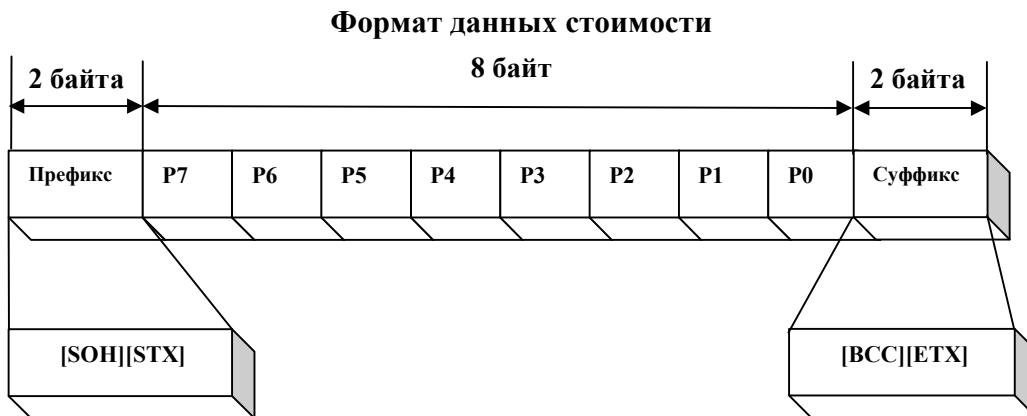 Формат данных стоимости
2 байта 8 байт 2 байта
Префикс P7 P6 P5 P4 P3 P2 P1 P0 Суффикс
[SOH][STX] [BCC][ETX]